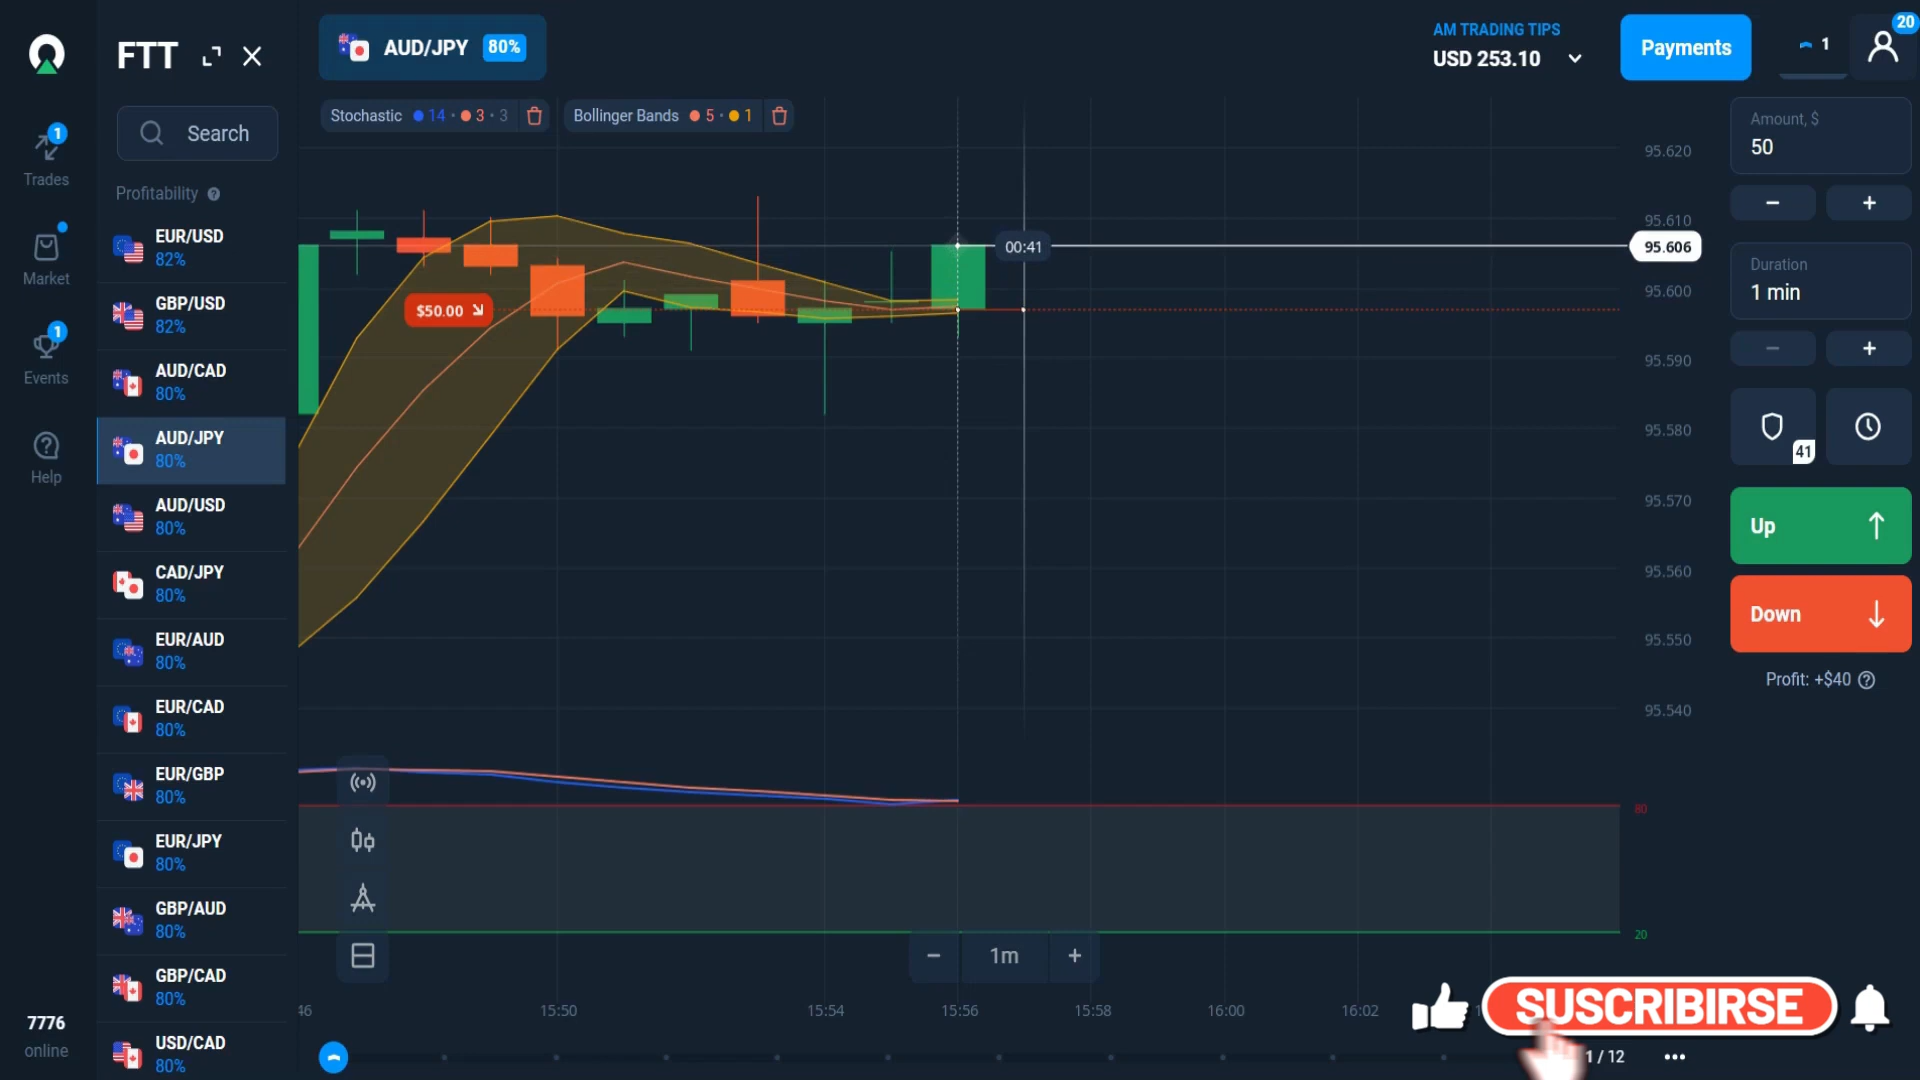 FTT
AUD/JPY 80%
AM TRADING TIPS
USD 253.10
Payments
1
20
Stochastic 14 · 3 · 3
Bollinger Bands 5 · 1
Search
Profitability
Trades
1
Market
Events
1
Help
7776
online
EUR/USD
82%
GBP/USD
82%
AUD/CAD
80%
AUD/JPY
80%
AUD/USD
80%
CAD/JPY
80%
EUR/AUD
80%
EUR/CAD
80%
EUR/GBP
80%
EUR/JPY
80%
GBP/AUD
80%
GBP/CAD
80%
USD/CAD
80%
$50.00
00:41
95.620
95.610
95.606
95.600
95.590
95.580
95.570
95.560
95.550
95.540
80
20
1m
46
15:50
15:54
15:56
15:58
16:00
16:02
Amount, $
50
Duration
1 min
41
Up
Down
Profit: +$40
SUSCRIBIRSE
1 / 12